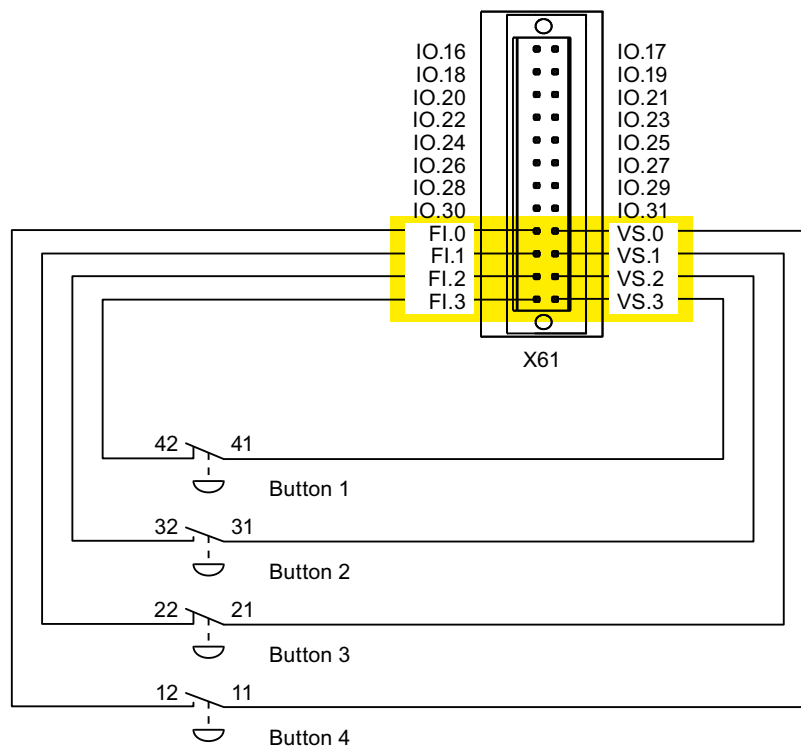 IO.16 IO.17
IO.18 IO.19
IO.20 IO.21
IO.22 IO.23
IO.24 IO.25
IO.26 IO.27
IO.28 IO.29
IO.30 IO.31
FI.0 VS.0
FI.1 VS.1
FI.2 VS.2
FI.3 VS.3
X61
42 41
Button 1
32 31
Button 2
22 21
Button 3
12 11
Button 4